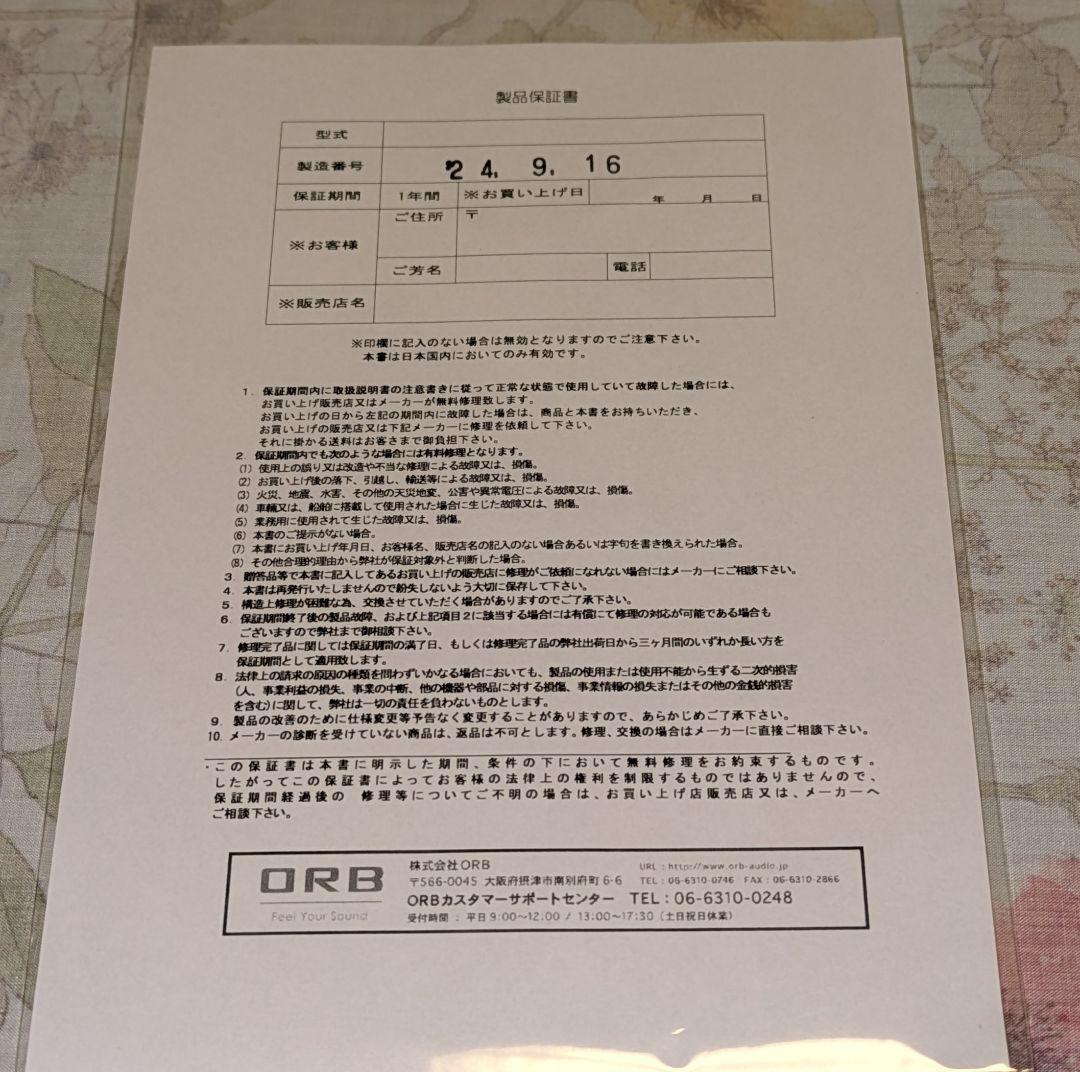 製品保証書
型式
製造番号 '24. 9. 16
保証期間 1年間 ※お買い上げ日 年 月 日
※お客様 ご住所 〒
ご芳名 電話
※販売店名
※印欄に記入のない場合は無効となりますのでご注意下さい。
本書は日本国内においてのみ有効です。
1. 保証期間内に取扱説明書の注意書きに従って正常な状態で使用していて故障した場合には、
お買い上げ販売店又はメーカーが無料修理致します。
お買い上げの日から左記の期間内に故障した場合は、商品と本書をお持ちいただき、
お買い上げの販売店又は下記メーカーに修理を依頼して下さい。
それに掛かる送料はお客さまで御負担下さい。
2. 保証期間内でも次のような場合には有料修理となります。
(1) 使用上の誤り又は改造や不当な修理による故障又は、損傷。
(2) お買い上げ後の落下、引越し、輸送等による故障又は、損傷。
(3) 火災、地震、水害、その他の天災地変、公害や異常電圧による故障又は、損傷。
(4) 車輌又は、船舶に搭載して使用された場合に生じた故障又は、損傷。
(5) 業務用に使用されて生じた故障又は、損傷。
(6) 本書のご提示がない場合。
(7) 本書にお買い上げ年月日、お客様名、販売店名の記入のない場合あるいは字句を書き換えられた場合。
(8) その他合理的理由から弊社が保証対象外と判断した場合。
3. 贈答品等で本書に記入してあるお買い上げの販売店に修理がご依頼になれない場合にはメーカーにご相談下さい。
4. 本書は再発行いたしませんので紛失しないよう大切に保存して下さい。
5. 構造上修理が困難な為、交換させていただく場合がありますのでご了承下さい。
6. 保証期間終了後の製品故障、および上記項目2に該当する場合には有償にて修理の対応が可能である場合も
ございますので弊社まで御相談下さい。
7. 修理完了品に関しては保証期間の満了日、もしくは修理完了品の弊社出荷日から三ヶ月間のいずれか長い方を
保証期間として適用致します。
8. 法律上の請求の原因の種類を問わずいかなる場合においても、製品の使用または使用不能から生ずる二次的損害
(人、事業利益の損失、事業の中断、他の機器や部品に対する損傷、事業情報の損失またはその他の金銭的損害
を含む)に関して、弊社は一切の責任を負わないものとします。
9. 製品の改善のために仕様変更等予告なく変更することがありますので、あらかじめご了承下さい。
10. メーカーの診断を受けていない商品は、返品は不可とします。修理、交換の場合はメーカーに直接ご相談下さい。
・この保証書は本書に明示した期間、条件の下において無料修理をお約束するものです。
したがってこの保証書によってお客様の法律上の権利を制限するものではありませんので、
保証期間経過後の 修理等についてご不明の場合は、お買い上げ店販売店又は、メーカーへ
ご相談下さい。
ORB
Feel Your Sound
株式会社ORB URL : http://www.orb-audio.jp
〒566-0045 大阪府摂津市南別府町 6-6 TEL : 06-6310-0746 FAX : 06-6310-2866
ORBカスタマーサポートセンター TEL : 06-6310-0248
受付時間 : 平日 9:00～12:00 / 13:00～17:30 (土日祝日休業)